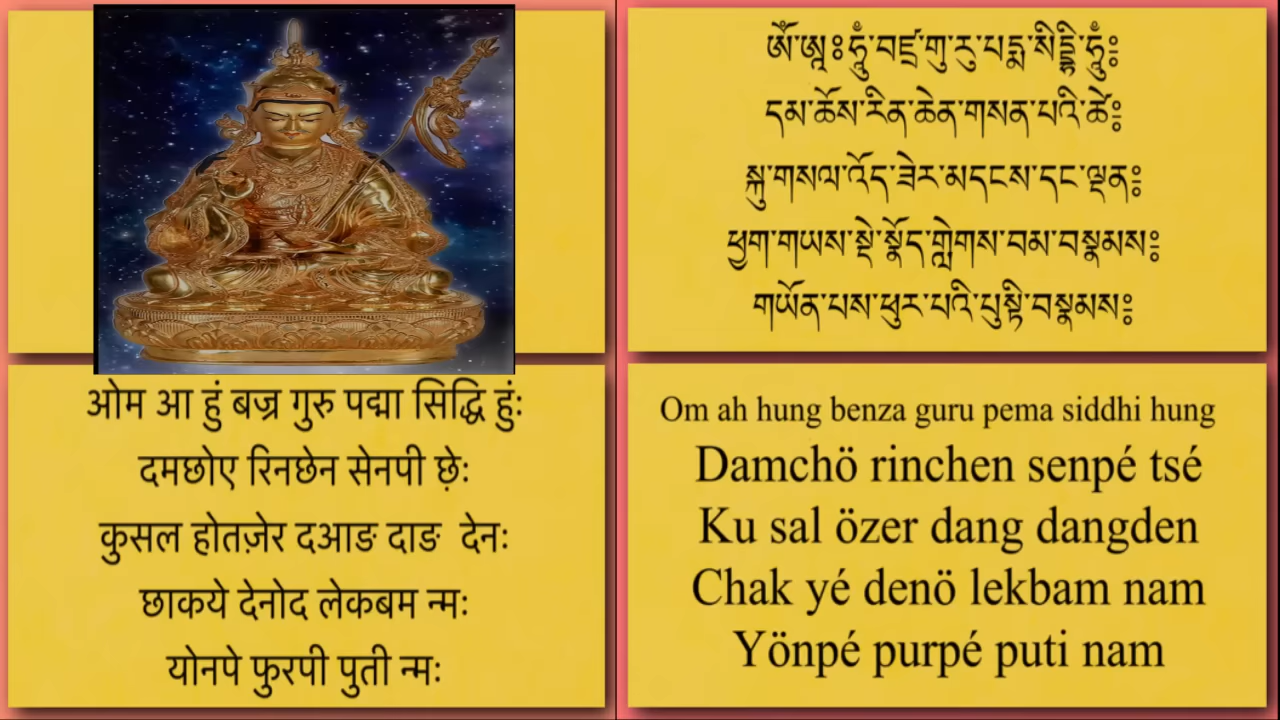 ཨོཾ་ཨཱཿཧཱུྃ་བཛྲ་གུ་རུ་པདྨ་སིདྡྷི་ཧཱུྃ༔
དམ་ཆོས་རིན་ཆེན་གསན་པའི་ཚེ༔
སྐུ་གསལ་འོད་ཟེར་མདངས་དང་ལྡན༔
ཕྱག་གཡས་སྡེ་སྣོད་གླེགས་བམ་བསྣམས༔
གཡོན་པས་ཕུར་པའི་པུསྟི་བསྣམས༔
ओम आ हुं बज्र गुरु पद्मा सिद्धि हुंः
दमछोए रिनछेन सेनपी छे़ः
कुसल होतज़ेर दआङ दाङ देनः
छाकये देनोद लेकबम न्मः
योनपे फुरपी पुती न्मः
Om ah hung benza guru pema siddhi hung
Damchö rinchen senpé tsé
Ku sal özer dang dangden
Chak yé denö lekbam nam
Yönpé purpé puti nam